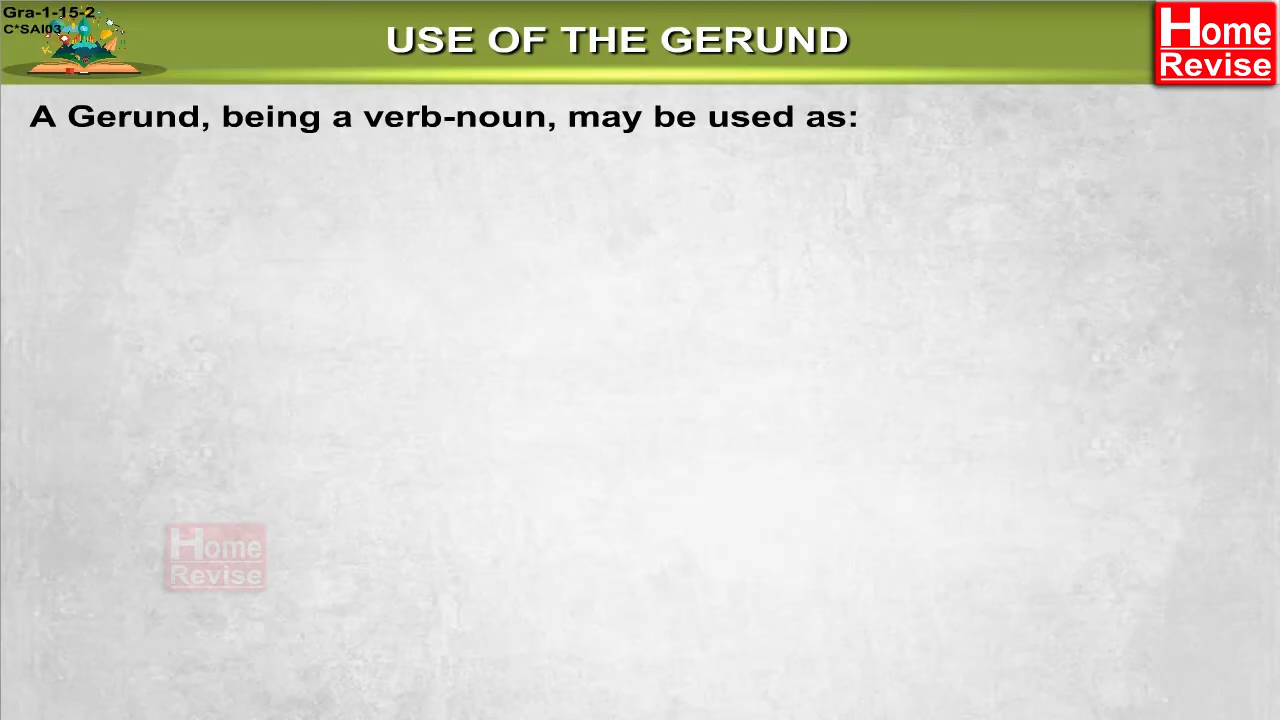 Gra-1-15-2
C*SAI03
USE OF THE GERUND
Home
Revise
A Gerund, being a verb-noun, may be used as:
Home
Revise